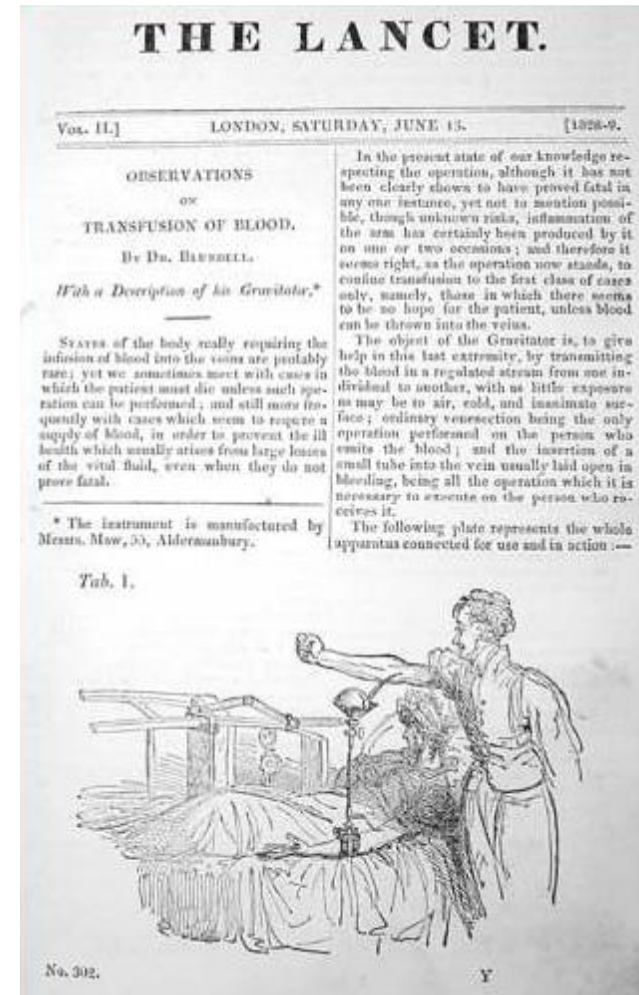 THE LANCET.
VOL. II.] LONDON, SATURDAY, JUNE 13. [1828-9.
OBSERVATIONS
ON
TRANSFUSION OF BLOOD.
BY DR. BLUNDELL.
With a Description of his Gravitator.*
STATES of the body really requiring the
infusion of blood into the veins are probably
rare; yet we sometimes meet with cases in
which the patient must die unless such ope-
ration can be performed; and still more fre-
quently with cases which seem to require a
supply of blood, in order to prevent the ill
health which usually arises from large losses
of the vital fluid, even when they do not
prove fatal.
* The instrument is manufactured by
Messrs. Maw, 55, Aldermanbury.
In the present state of our knowledge re-
specting the operation, although it has not
been clearly shown to have proved fatal in
any one instance, yet not to mention possi-
ble, though unknown risks, inflammation of
the arm has certainly been produced by it
on one or two occasions; and therefore it
seems right, as the operation now stands, to
confine transfusion to the first class of cases
only, namely, those in which there seems
to be no hope for the patient, unless blood
can be thrown into the veins.
The object of the Gravitator is, to give
help in this last extremity, by transmitting
the blood in a regulated stream from one in-
dividual to another, with as little exposure
as may be to air, cold, and inanimate sur-
face; ordinary venesection being the only
operation performed on the person who
emits the blood; and the insertion of a
small tube into the vein usually laid open in
bleeding, being all the operation which it is
necessary to execute on the person who re-
ceives it.
The following plate represents the whole
apparatus connected for use and in action:—
Tab. 1.
No. 302.
Y